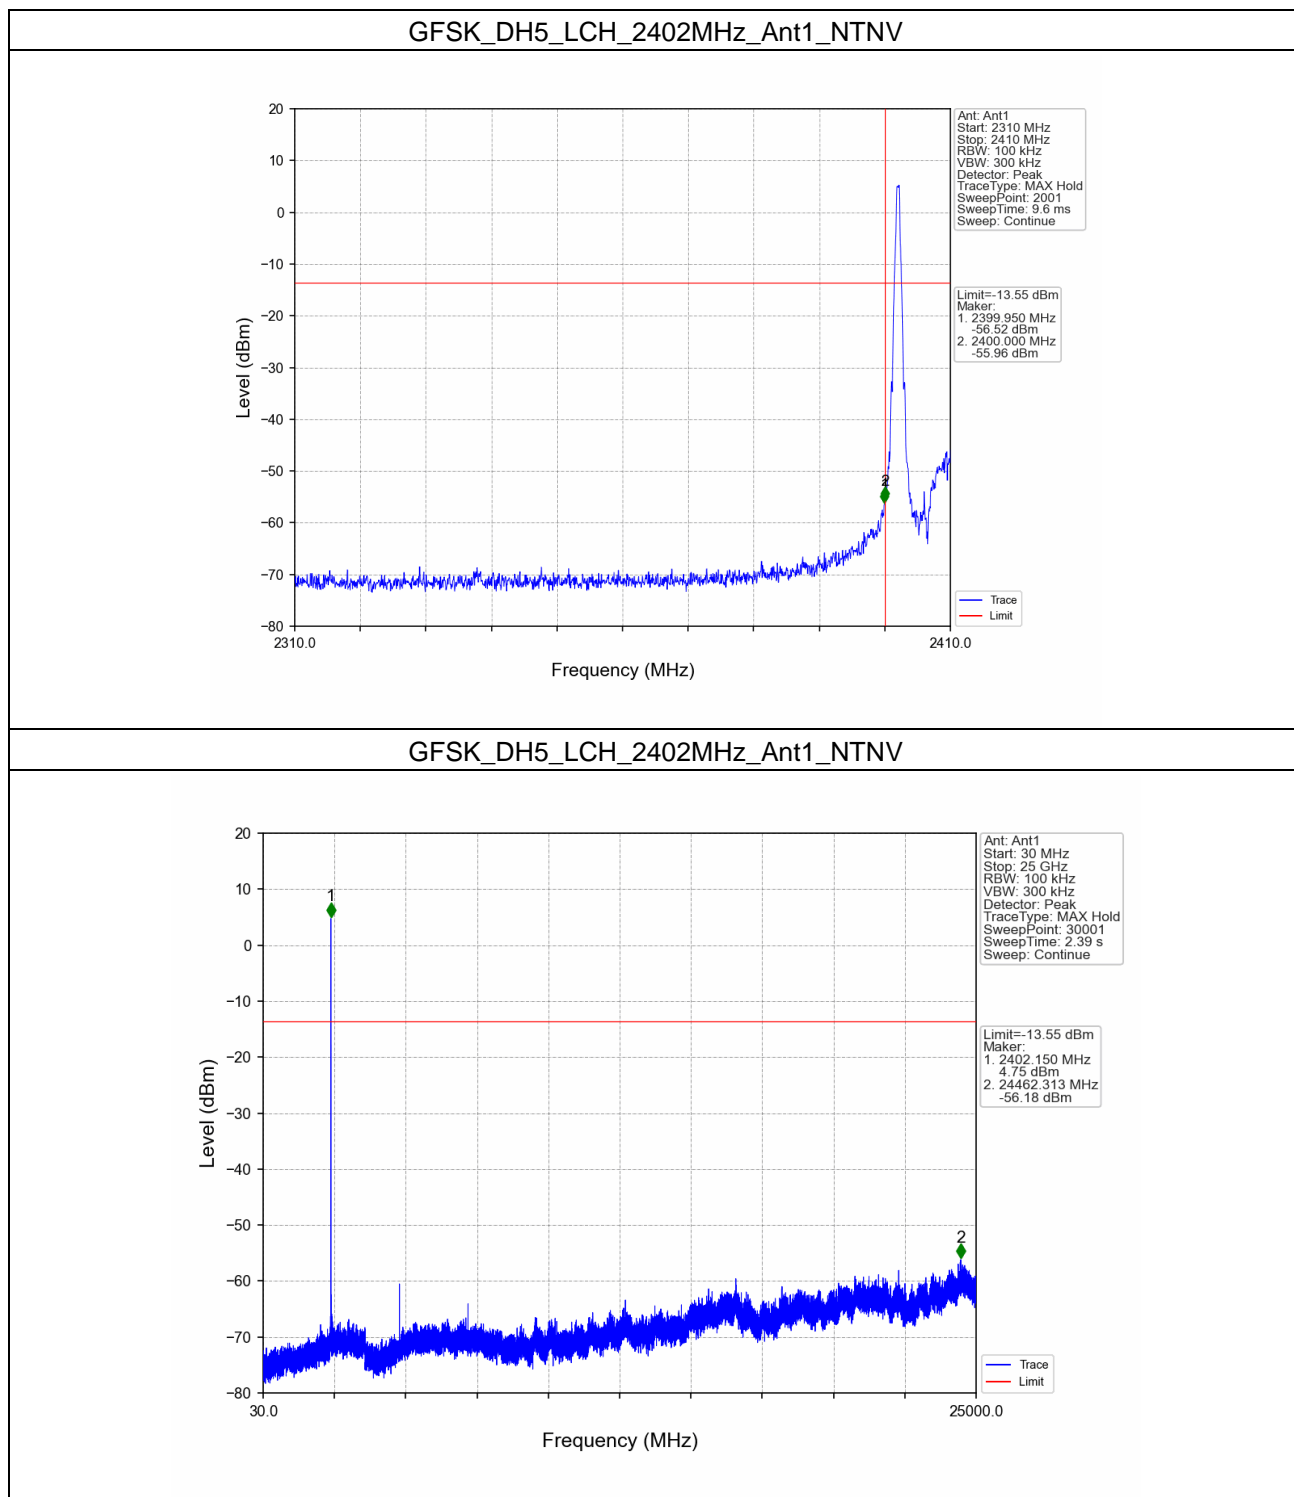 GFSK_DH5_LCH_2402MHz_Ant1_NTNV
20
10
0
−10
−20
−30
−40
−50
−60
−70
−80
Level (dBm)
2310.0
2410.0
Frequency (MHz)
2
Ant: Ant1
Start: 2310 MHz
Stop: 2410 MHz
RBW: 100 kHz
VBW: 300 kHz
Detector: Peak
TraceType: MAX Hold
SweepPoint: 2001
SweepTime: 9.6 ms
Sweep: Continue
Limit=-13.55 dBm
Maker:
1. 2399.950 MHz
-56.52 dBm
2. 2400.000 MHz
-55.96 dBm
Trace
Limit
GFSK_DH5_LCH_2402MHz_Ant1_NTNV
20
10
0
−10
−20
−30
−40
−50
−60
−70
−80
Level (dBm)
30.0
25000.0
Frequency (MHz)
1
2
Ant: Ant1
Start: 30 MHz
Stop: 25 GHz
RBW: 100 kHz
VBW: 300 kHz
Detector: Peak
TraceType: MAX Hold
SweepPoint: 30001
SweepTime: 2.39 s
Sweep: Continue
Limit=-13.55 dBm
Maker:
1. 2402.150 MHz
4.75 dBm
2. 24462.313 MHz
-56.18 dBm
Trace
Limit